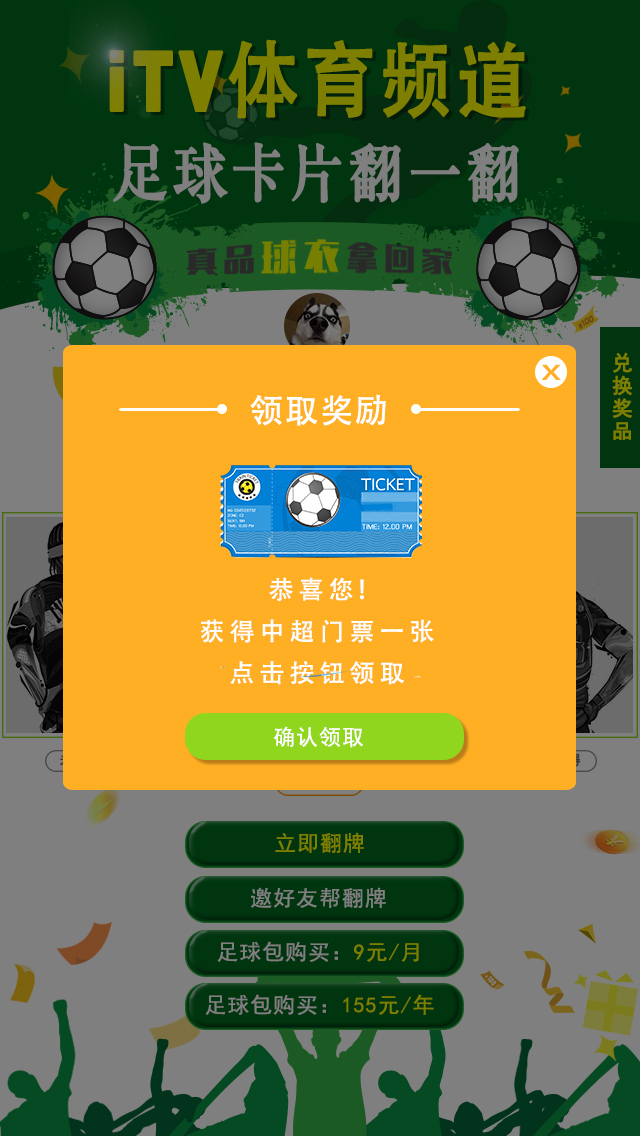 iTV体育频道
足球卡片翻一翻
真品球衣拿回家
¥100
兑换奖品
领取奖励
TICKET
TIME: 12.00 PM
恭喜您!
获得中超门票一张
点击按钮领取
确认领取
立即翻牌
邀好友帮翻牌
足球包购买：9元/月
足球包购买：155元/年